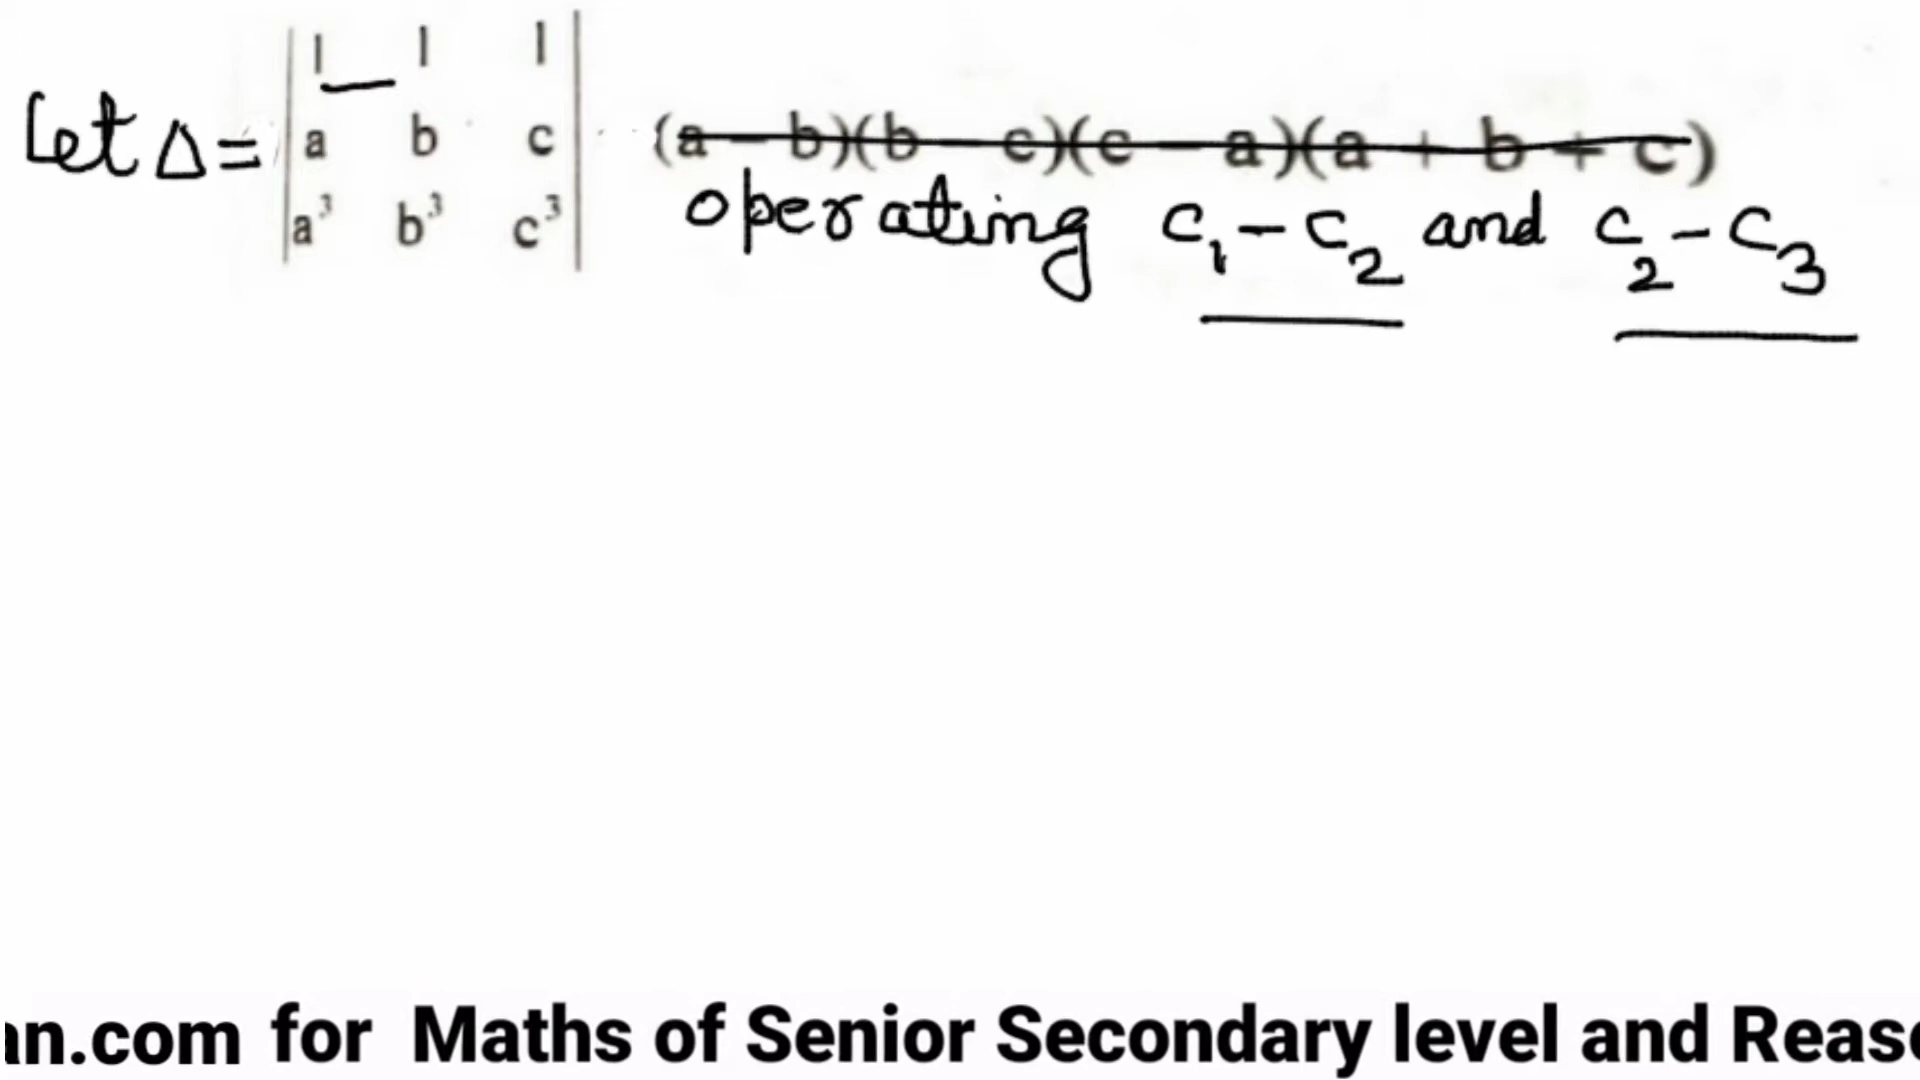 1 1 1
Let Δ = a b c (a - b)(b - c)(c - a)(a + b + c)
a³ b³ c³ operating C₁-C₂ and C₂-C₃
an.com for Maths of Senior Secondary level and Reaso